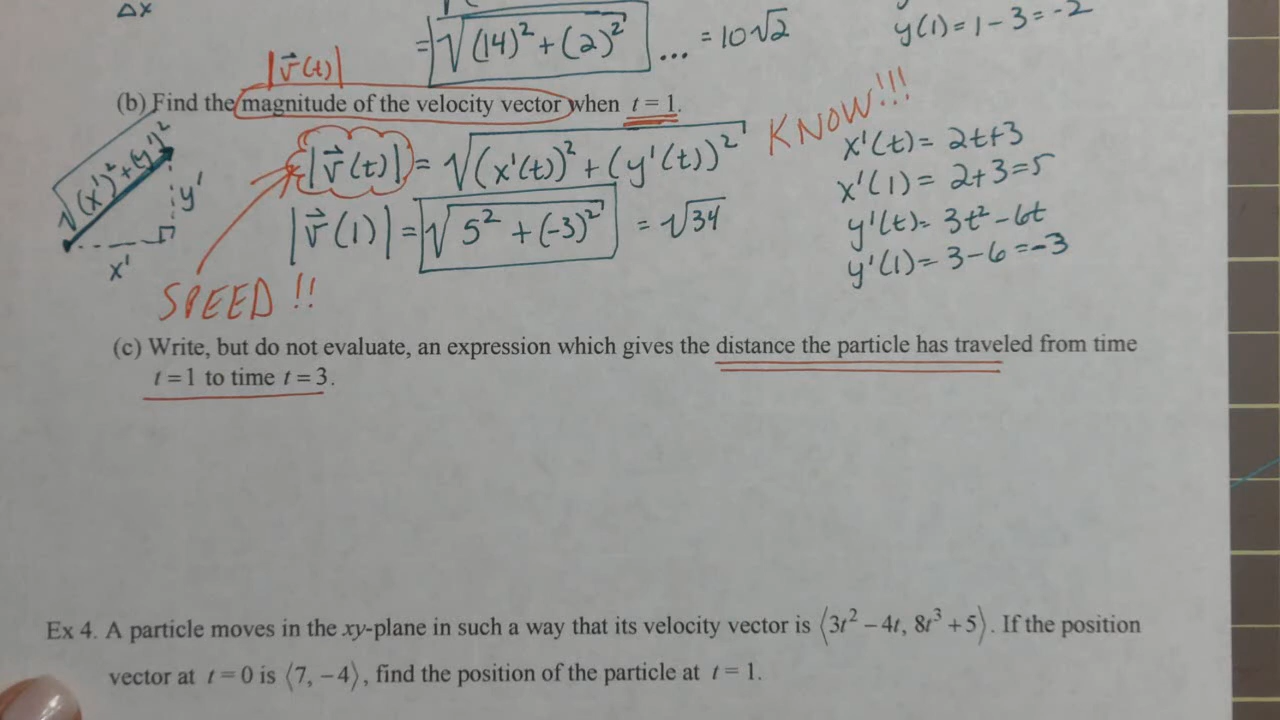 Δx
= √(14)² + (2)² ... = 10√2
y(1) = 1 - 3 = -2
|v⃗(t)|
(b) Find the magnitude of the velocity vector when t = 1.
KNOW!!!
√(x')² + (y')²
y'
x'
|v⃗(t)| = √(x'(t))² + (y'(t))²
|v⃗(1)| = √5² + (-3)² = √34
SPEED !!
x'(t) = 2t+3
x'(1) = 2+3=5
y'(t) = 3t² - 6t
y'(1) = 3-6 = -3
(c) Write, but do not evaluate, an expression which gives the distance the particle has traveled from time
t = 1 to time t = 3.
Ex 4. A particle moves in the xy-plane in such a way that its velocity vector is ⟨3t² − 4t, 8t³ + 5⟩. If the position
vector at t = 0 is ⟨7, −4⟩, find the position of the particle at t = 1.